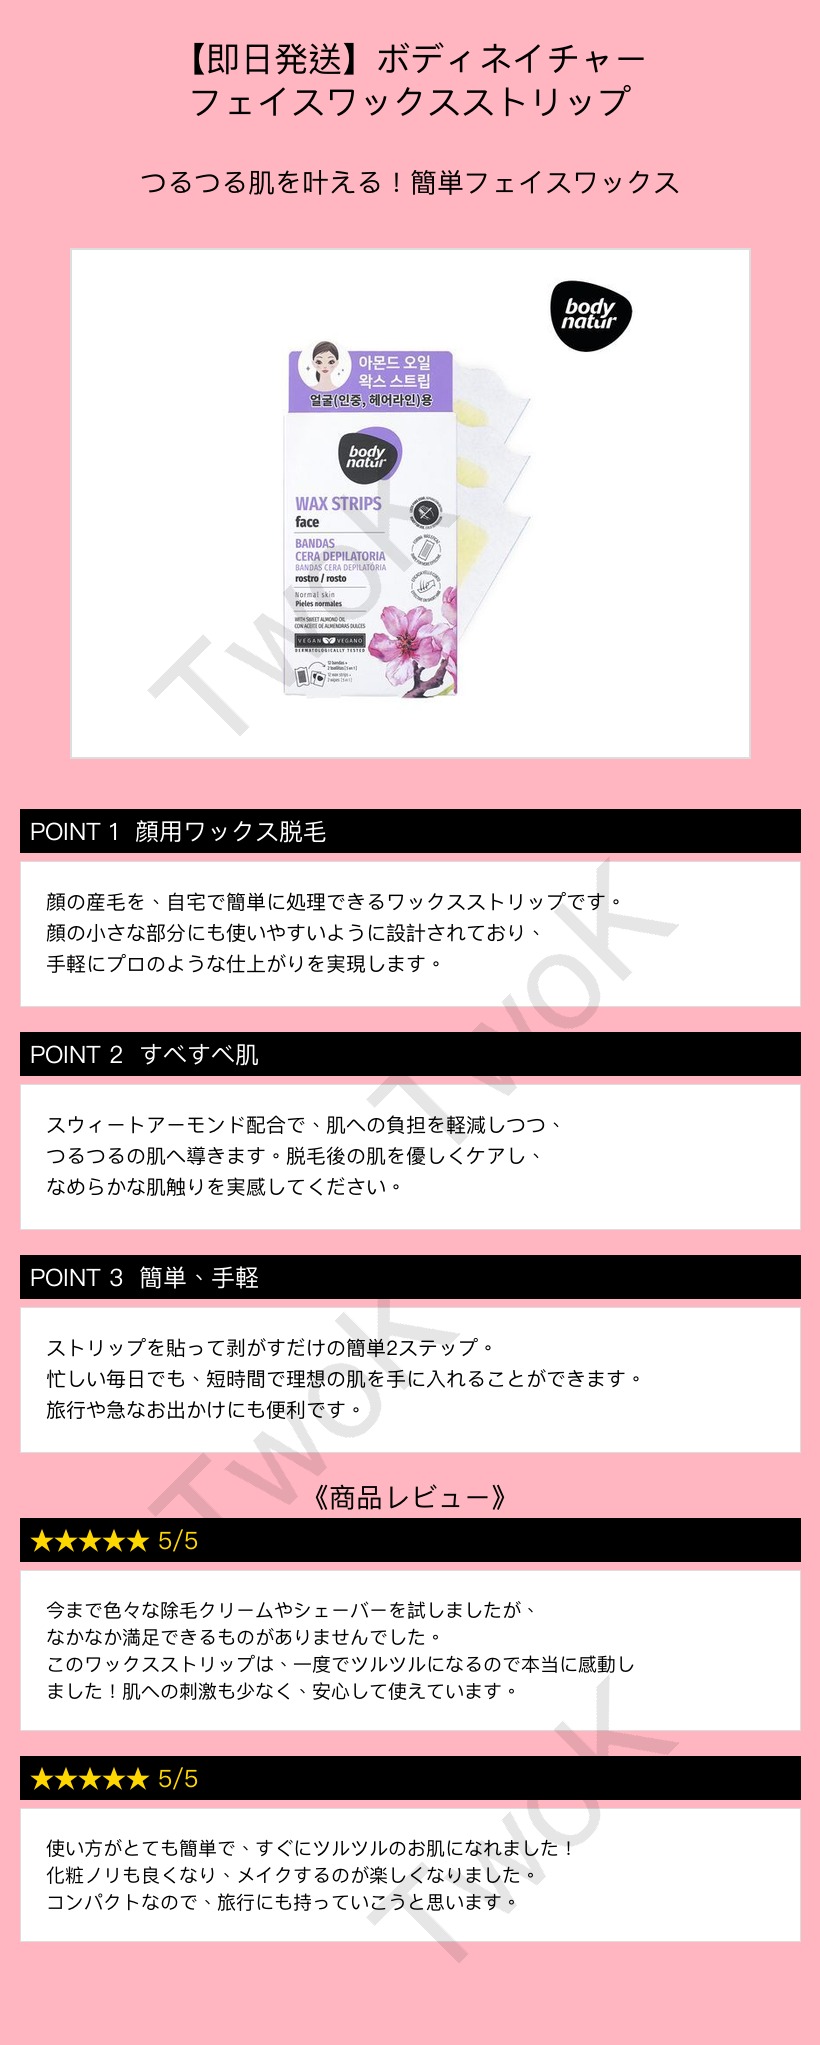 【即日発送】ボディネイチャー
フェイスワックスストリップ
つるつる肌を叶える！簡単フェイスワックス
body
natur
아몬드 오일
왁스 스트립
얼굴(인중, 헤어라인)용
body
natur
WAX STRIPS
face
BANDAS
CERA DEPILATORIA
BANDAS CERA DEPILATÓRIA
rostro / rosto
Normal skin
Pieles normales
WITH SWEET ALMOND OIL
CON ACEITE DE ALMENDRAS DULCES
VEGAN VEGANO
DERMATOLOGICALLY TESTED
12 bandas +
2 toallitas (5 en 1)
12 wax strips +
2 wipes (5 in 1)
TwoK
POINT 1 顔用ワックス脱毛
顔の産毛を、自宅で簡単に処理できるワックスストリップです。
顔の小さな部分にも使いやすいように設計されており、
手軽にプロのような仕上がりを実現します。
TwoK
POINT 2 すべすべ肌
スウィートアーモンド配合で、肌への負担を軽減しつつ、
つるつるの肌へ導きます。脱毛後の肌を優しくケアし、
なめらかな肌触りを実感してください。
POINT 3 簡単、手軽
ストリップを貼って剥がすだけの簡単2ステップ。
忙しい毎日でも、短時間で理想の肌を手に入れることができます。
旅行や急なお出かけにも便利です。
TwoK
《商品レビュー》
★★★★★ 5/5
今まで色々な除毛クリームやシェーバーを試しましたが、
なかなか満足できるものがありませんでした。
このワックスストリップは、一度でツルツルになるので本当に感動し
ました！肌への刺激も少なく、安心して使えています。
★★★★★ 5/5
使い方がとても簡単で、すぐにツルツルのお肌になれました！
化粧ノリも良くなり、メイクするのが楽しくなりました。
コンパクトなので、旅行にも持っていこうと思います。
TwoK